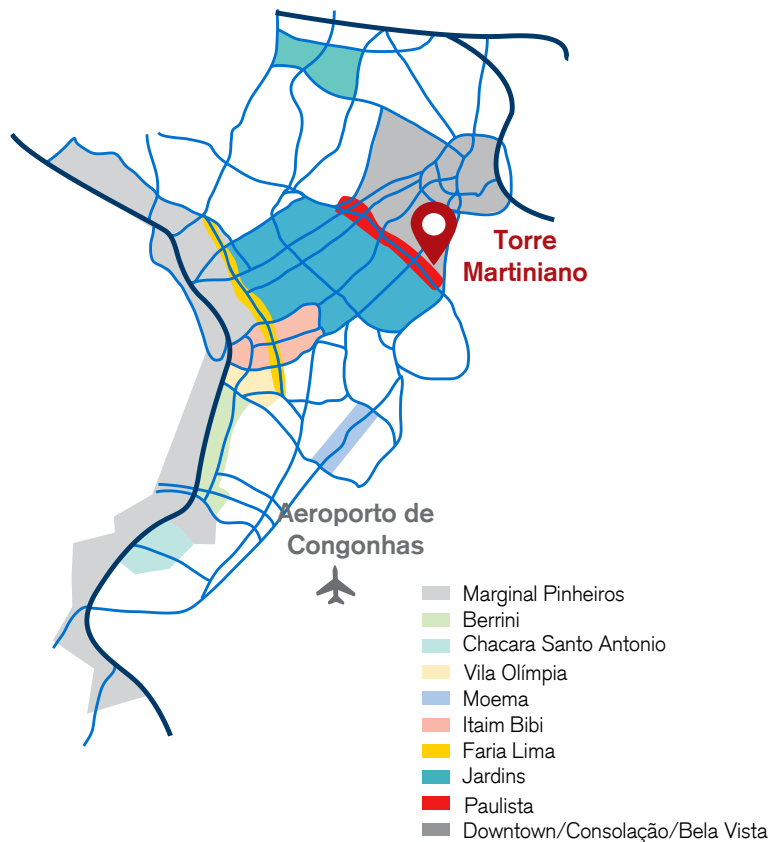 Torre
Martiniano
Aeroporto de
Congonhas
Marginal Pinheiros
Berrini
Chacara Santo Antonio
Vila Olímpia
Moema
Itaim Bibi
Faria Lima
Jardins
Paulista
Downtown/Consolação/Bela Vista